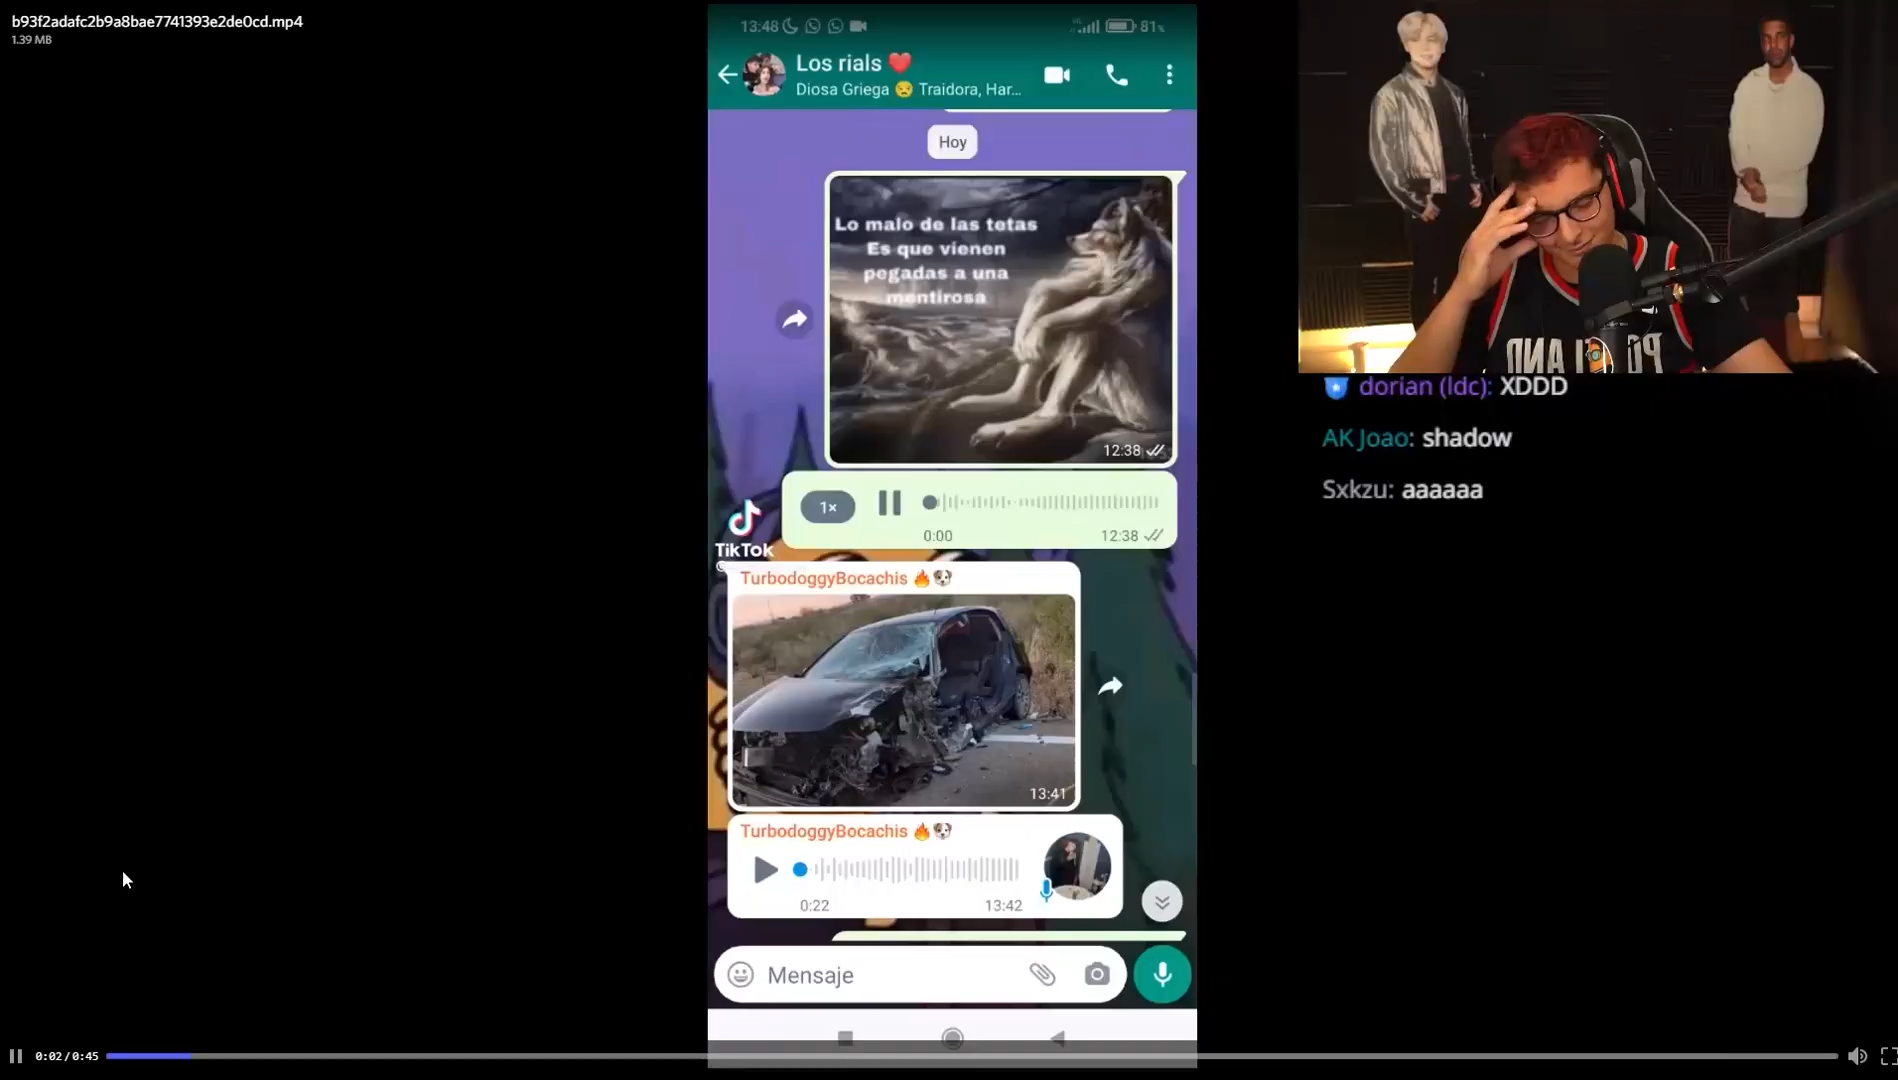 b93f2adafc2b9a8bae7741393e2de0cd.mp4
1.39 MB
13:48
81%
Los rials ❤️
Diosa Griega 😒 Traidora, Har...
Hoy
Lo malo de las tetas
Es que vienen
pegadas a una
mentirosa
12:38
1×
0:00
12:38
TikTok
TurbodoggyBocachis 🔥🐶
13:41
TurbodoggyBocachis 🔥🐶
0:22
13:42
Mensaje
dorian (ldc): XDDD
AK Joao: shadow
Sxkzu: aaaaaa
0:02/0:45